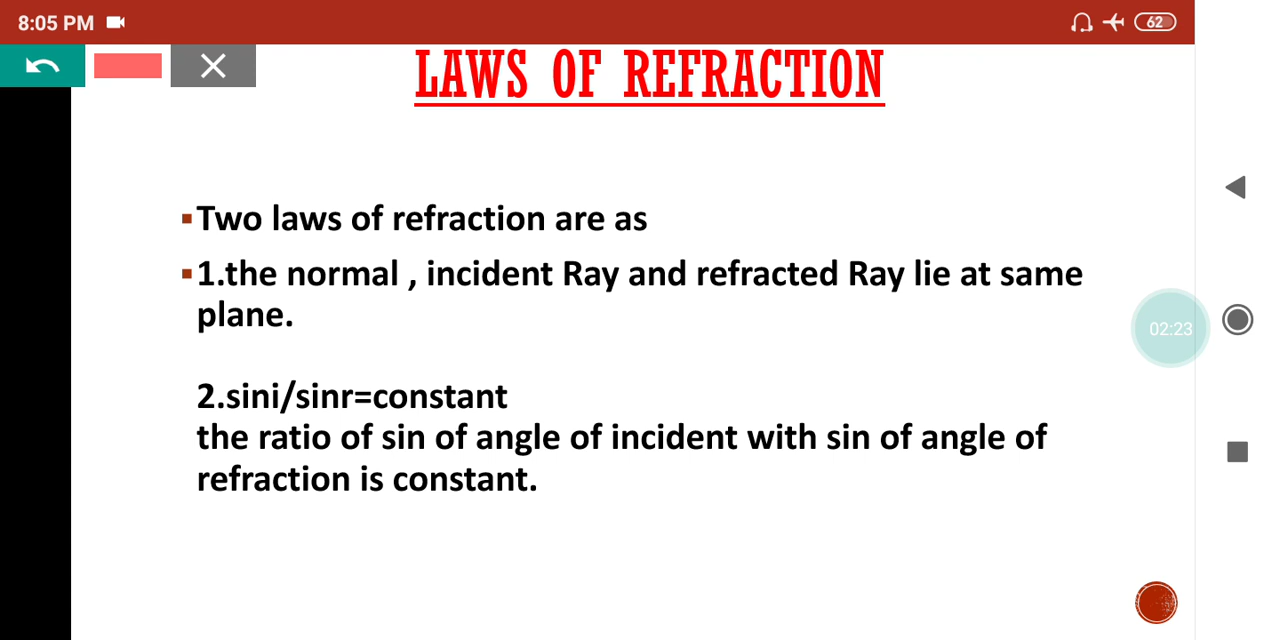 8:05 PM
62
LAWS OF REFRACTION
Two laws of refraction are as
1.the normal , incident Ray and refracted Ray lie at same
plane.
02:23
2.sini/sinr=constant
the ratio of sin of angle of incident with sin of angle of
refraction is constant.